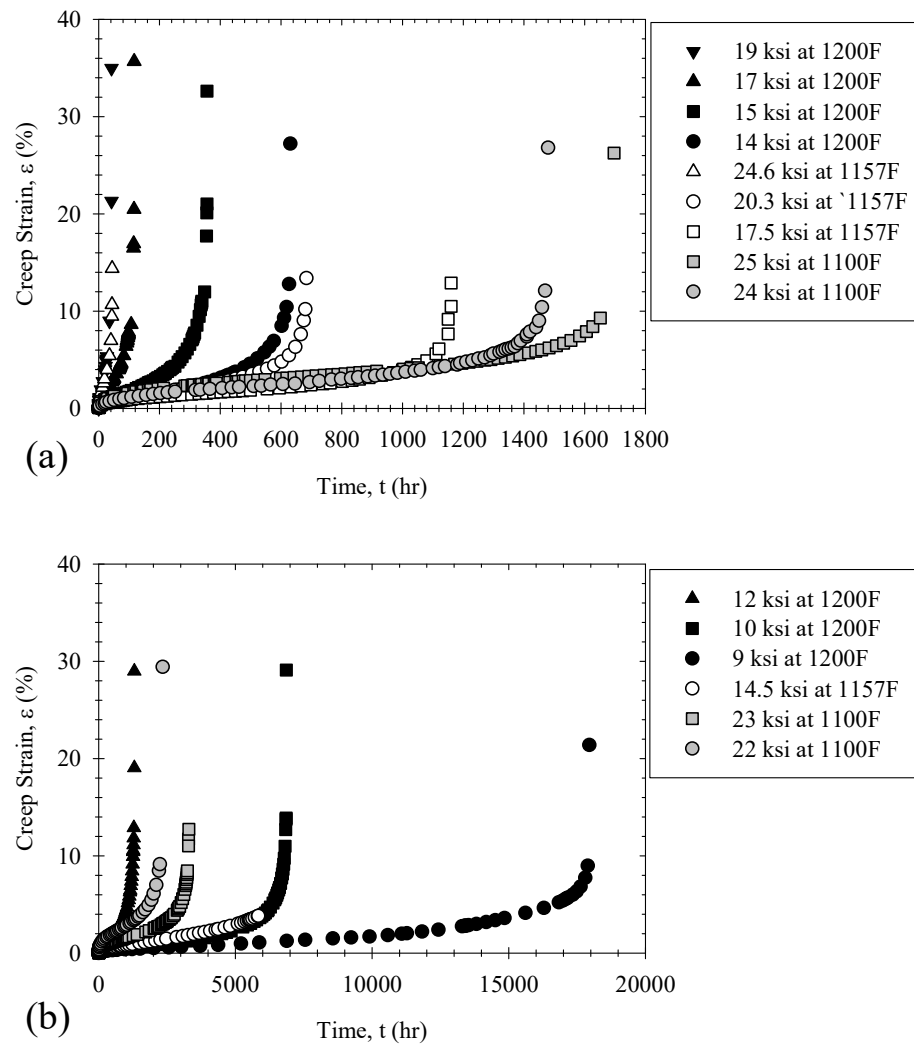 40
30
20
10
0
Creep Strain, ε (%)
0 200 400 600 800 1000 1200 1400 1600 1800
Time, t (hr)
(a)
19 ksi at 1200F
17 ksi at 1200F
15 ksi at 1200F
14 ksi at 1200F
24.6 ksi at 1157F
20.3 ksi at `1157F
17.5 ksi at 1157F
25 ksi at 1100F
24 ksi at 1100F
40
30
20
10
0
Creep Strain, ε (%)
0 5000 10000 15000 20000
Time, t (hr)
(b)
12 ksi at 1200F
10 ksi at 1200F
9 ksi at 1200F
14.5 ksi at 1157F
23 ksi at 1100F
22 ksi at 1100F